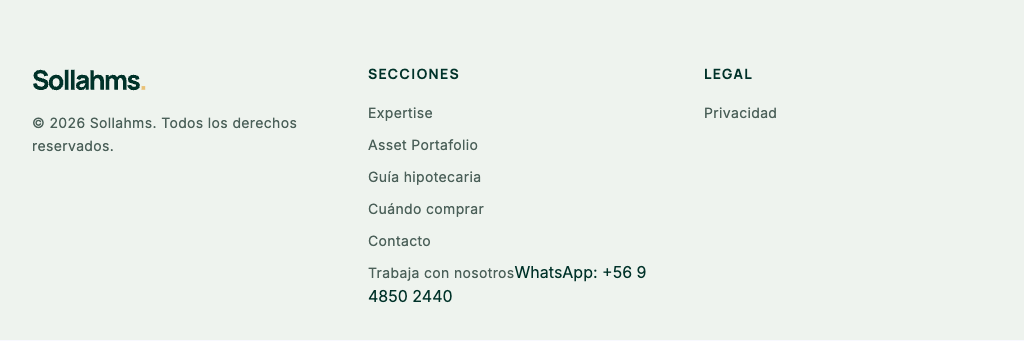 Sollahms.
© 2026 Sollahms. Todos los derechos
reservados.
SECCIONES
Expertise
Asset Portafolio
Guía hipotecaria
Cuándo comprar
Contacto
Trabaja con nosotrosWhatsApp: +56 9
4850 2440
LEGAL
Privacidad